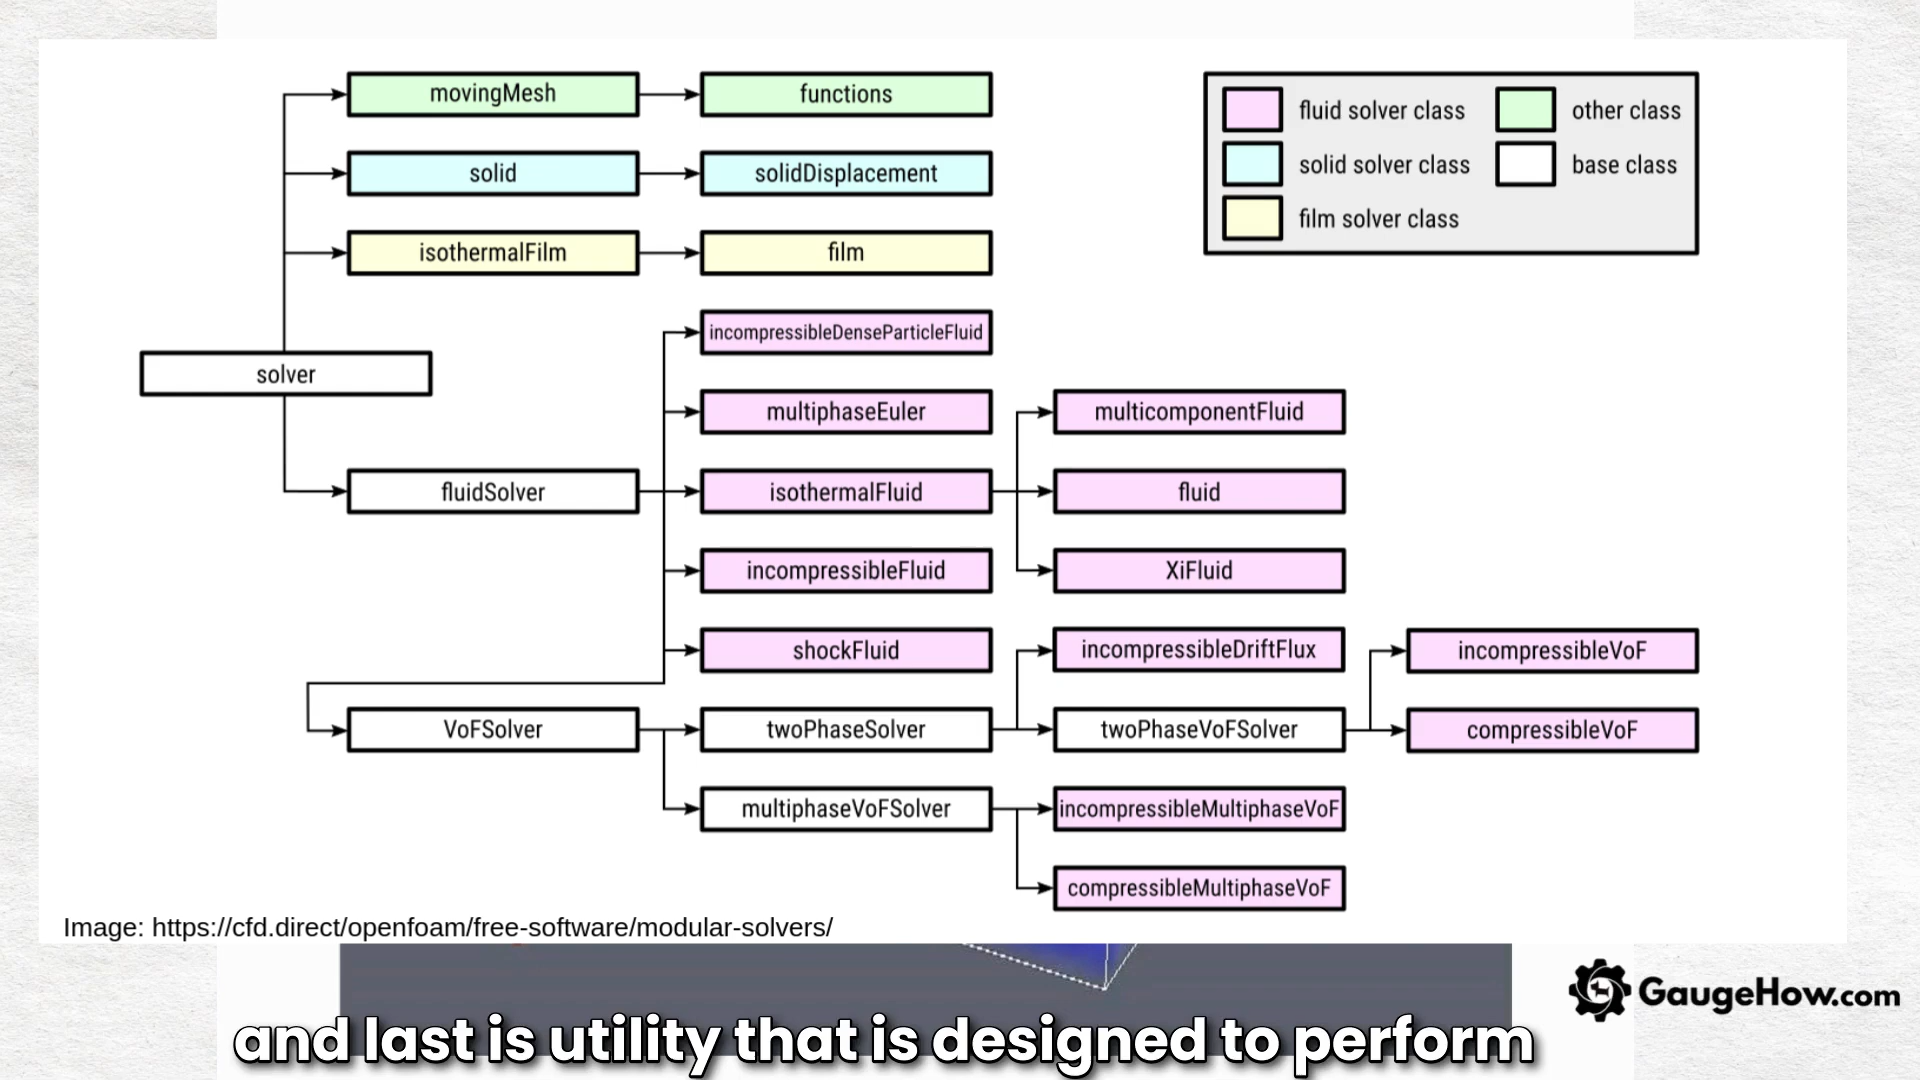 movingMesh
functions
fluid solver class
other class
solid
solidDisplacement
solid solver class
base class
isothermalFilm
film
film solver class
incompressibleDenseParticleFluid
solver
multiphaseEuler
multicomponentFluid
fluidSolver
isothermalFluid
fluid
incompressibleFluid
XiFluid
shockFluid
incompressibleDriftFlux
incompressibleVoF
VoFSolver
twoPhaseSolver
twoPhaseVoFSolver
compressibleVoF
multiphaseVoFSolver
incompressibleMultiphaseVoF
compressibleMultiphaseVoF
Image: https://cfd.direct/openfoam/free-software/modular-solvers/
GaugeHow.com
and last is utility that is designed to perform